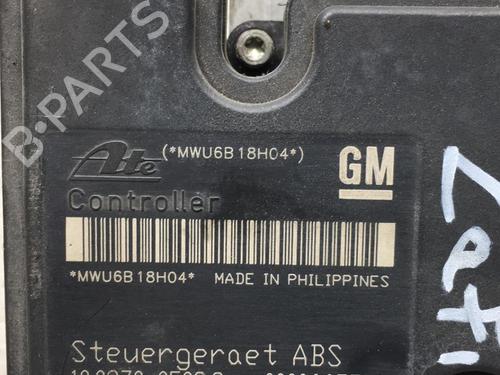 B-PARTS
Ate
(*MWU6B18H04*)
GM
Controller
*MWU6B18H04* MADE IN PHILIPPINES
Steuergeraet ABS